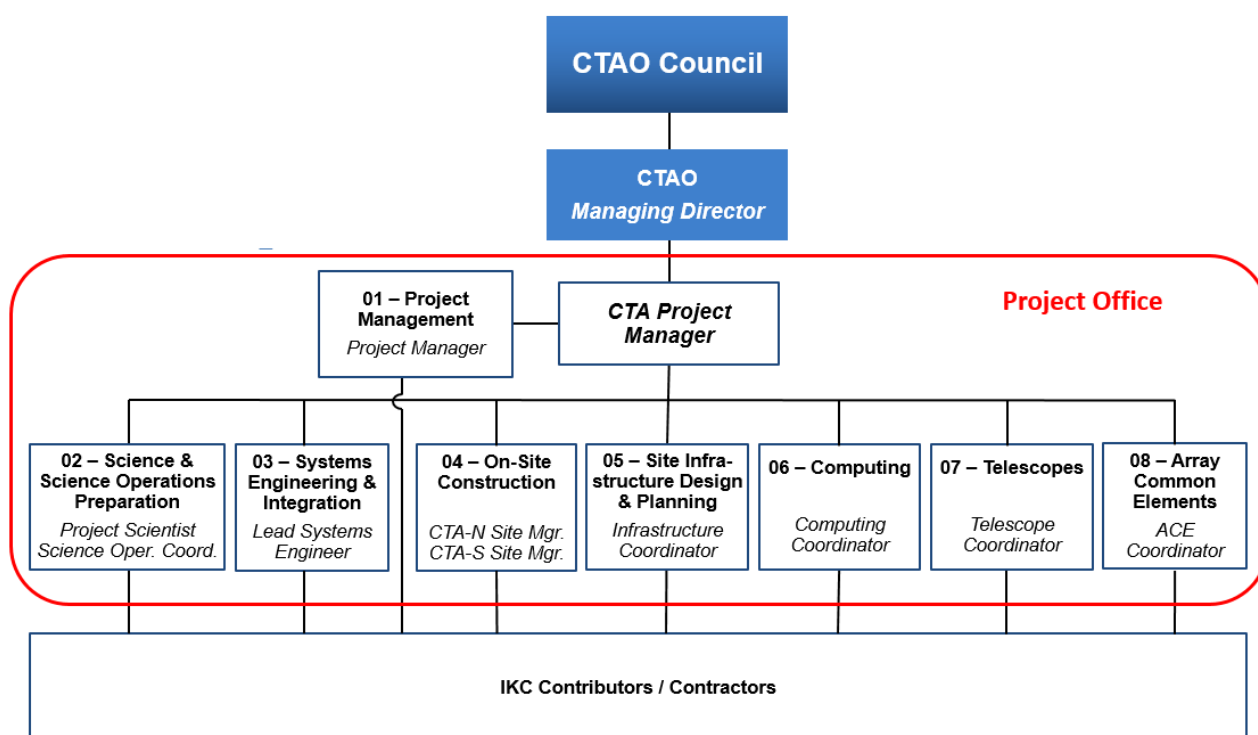 CTAO Council
CTAO
Managing Director
01 – Project
Management
Project Manager
CTA Project
Manager
Project Office
02 – Science &
Science Operations
Preparation
Project Scientist
Science Oper. Coord.
03 – Systems
Engineering &
Integration
Lead Systems
Engineer
04 – On-Site
Construction
CTA-N Site Mgr.
CTA-S Site Mgr.
05 – Site Infra-
structure Design
& Planning
Infrastructure
Coordinator
06 – Computing
Computing
Coordinator
07 – Telescopes
Telescope
Coordinator
08 – Array
Common
Elements
ACE
Coordinator
IKC Contributors / Contractors